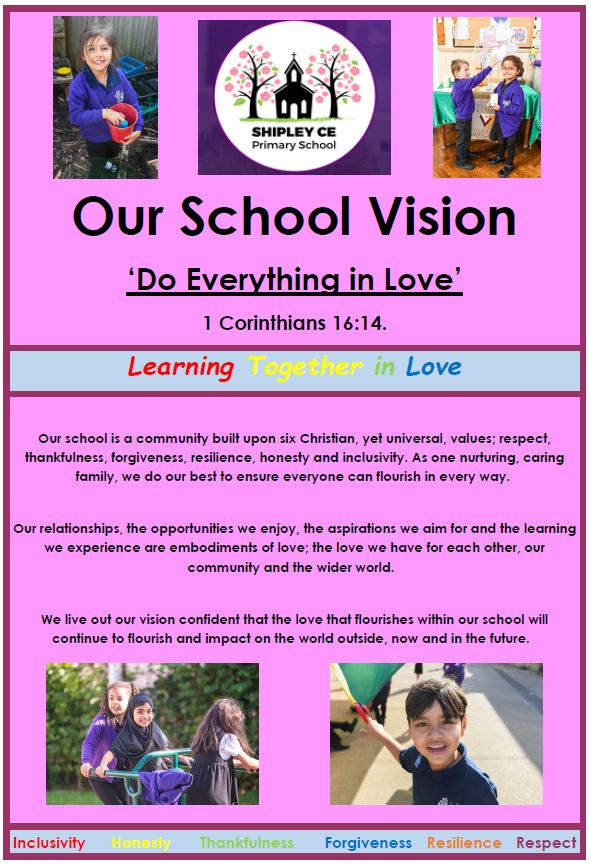 SHIPLEY CE
Primary School
Our School Vision
‘Do Everything in Love’
1 Corinthians 16:14.
Learning Together in Love
Our school is a community built upon six Christian, yet universal, values; respect,
thankfulness, forgiveness, resilience, honesty and inclusivity. As one nurturing, caring
family, we do our best to ensure everyone can flourish in every way.
Our relationships, the opportunities we enjoy, the aspirations we aim for and the learning
we experience are embodiments of love; the love we have for each other, our
community and the wider world.
We live out our vision confident that the love that flourishes within our school will
continue to flourish and impact on the world outside, now and in the future.
Inclusivity Honesty Thankfulness Forgiveness Resilience Respect